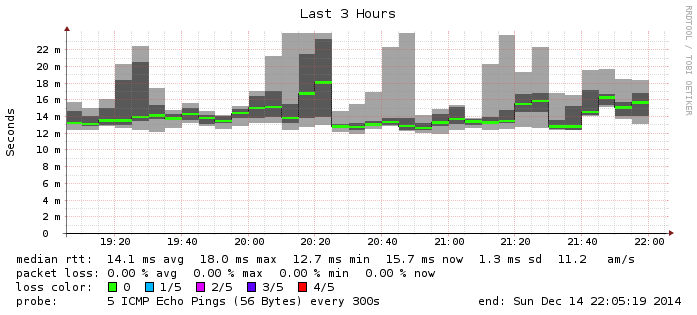 Last 3 Hours
RRDTOOL / TOBI OETIKER
Seconds
22 m
20 m
18 m
16 m
14 m
12 m
10 m
8 m
6 m
4 m
2 m
0
19:20 19:40 20:00 20:20 20:40 21:00 21:20 21:40 22:00
median rtt: 14.1 ms avg 18.0 ms max 12.7 ms min 15.7 ms now 1.3 ms sd 11.2 am/s
packet loss: 0.00 % avg 0.00 % max 0.00 % min 0.00 % now
loss color: 0 1/5 2/5 3/5 4/5
probe: 5 ICMP Echo Pings (56 Bytes) every 300s end: Sun Dec 14 22:05:19 2014